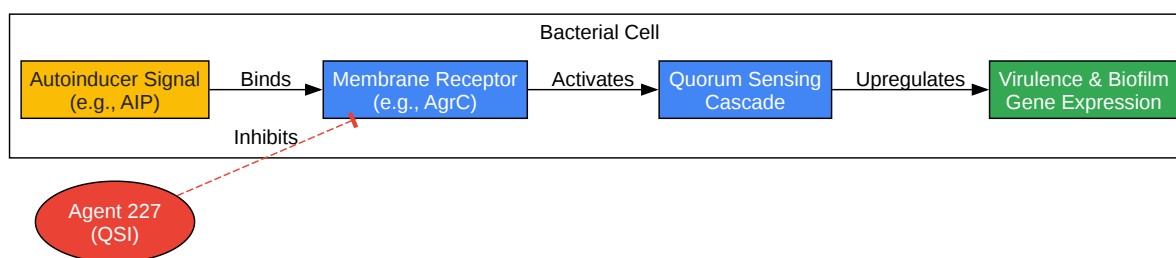 Bacterial Cell
Autoinducer Signal
(e.g., AIP)
Binds
Membrane Receptor
(e.g., AgrC)
Activates
Quorum Sensing
Cascade
Upregulates
Virulence & Biofilm
Gene Expression
Inhibits
Agent 227
(QSI)